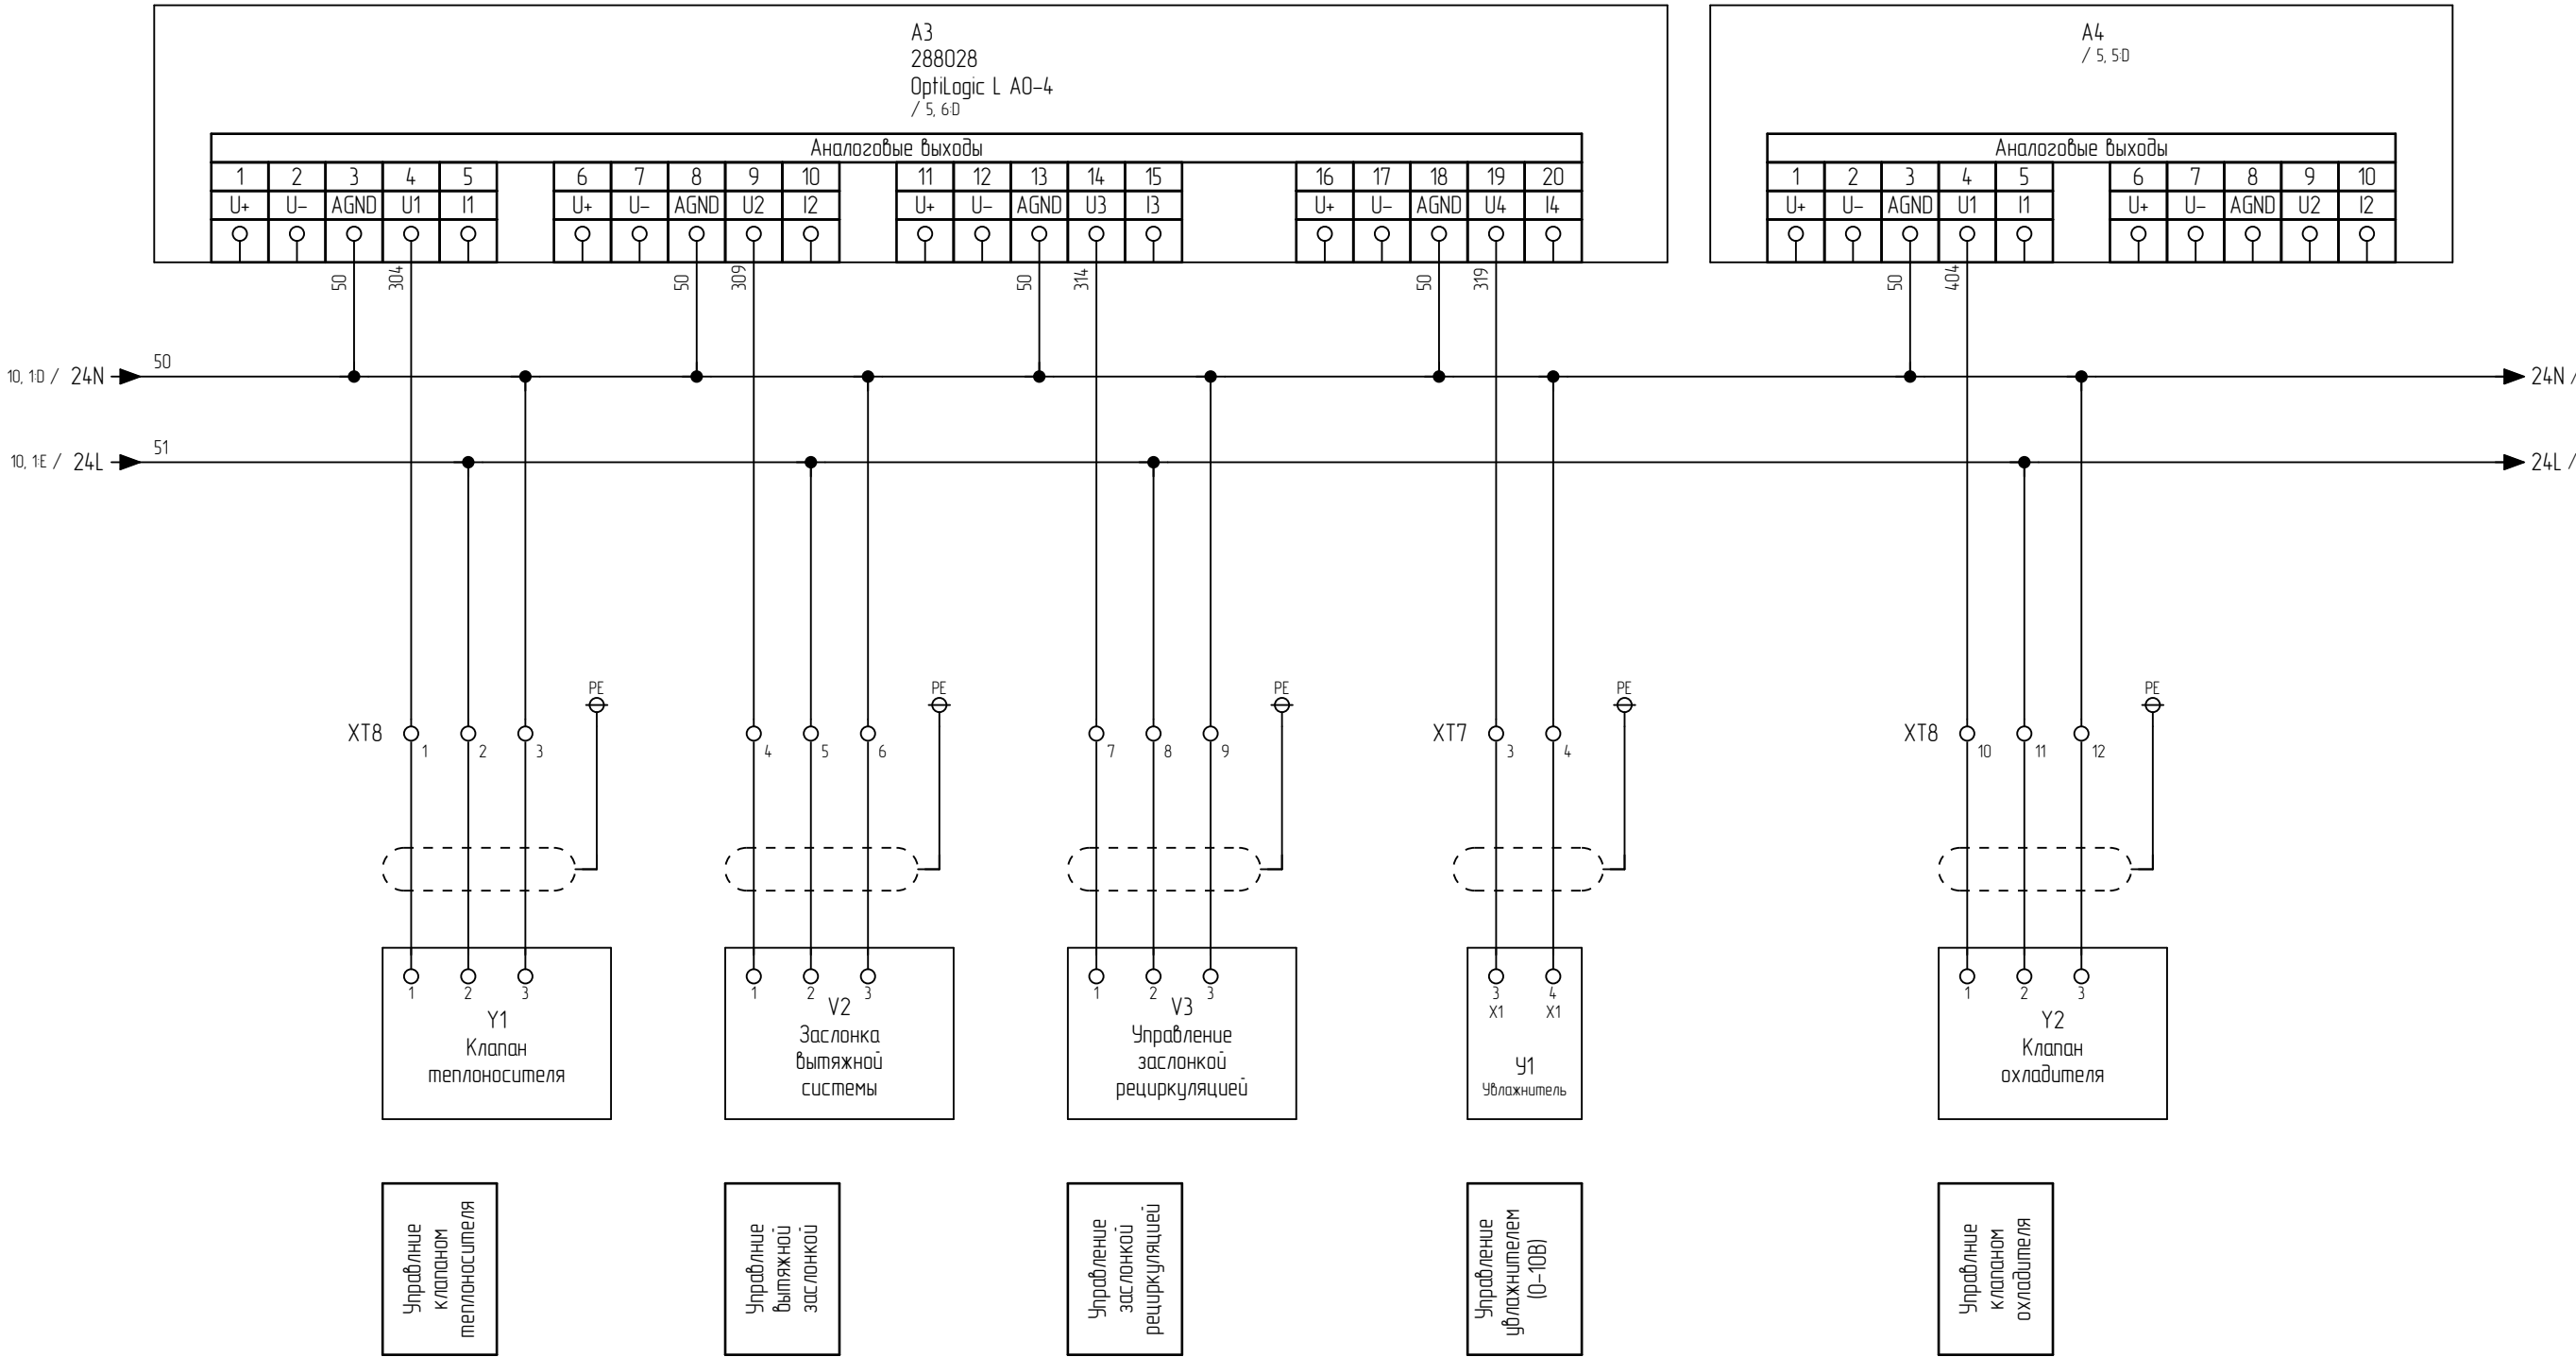 A3
288028
OptiLogic L AO-4
/ 5, 6:D
A4
/ 5, 5:D
Аналоговые выходы
1 2 3 4 5 6 7 8 9 10 11 12 13 14 15 16 17 18 19 20
U+ U- AGND U1 I1 U+ U- AGND U2 I2 U+ U- AGND U3 I3 U+ U- AGND U4 I4
Аналоговые выходы
1 2 3 4 5 6 7 8 9 10
U+ U- AGND U1 I1 U+ U- AGND U2 I2
50 304 50 309 50 314 50 319 50 404
10, 1:D / 24N 50 24N /
10, 1:E / 24L 51 24L /
PE PE PE PE PE
XT8 1 2 3 4 5 6 7 8 9 XT7 3 4 XT8 10 11 12
1 2 3
Y1
Клапан
теплоносителя
1 2 3
V2
Заслонка
вытяжной
системы
1 2 3
V3
Управление
заслонкой
рециркуляцией
3 4
X1 X1
У1
Увлажнитель
1 2 3
Y2
Клапан
охладителя
Управлние
клапаном
теплоносителя
Управлние
вытяжной
заслонкой
Управление
заслонкой
рециркуляцией
Управление
увлажнителем
(0-10В)
Управлние
клапаном
охладителя